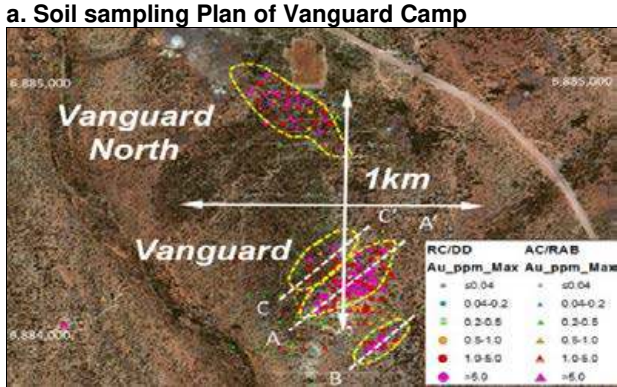 a. Soil sampling Plan of Vanguard Camp
6,885,000
6,885,000
Vanguard
North
1km
C'
A'
Vanguard
RC/DD AC/RAB
Au_ppm_Max Au_ppm_Max
≤0.04 ≤0.04
0.04-0.2 0.04-0.2
0.2-0.5 0.2-0.5
0.5-1.0 0.5-1.0
1.0-5.0 1.0-5.0
>5.0 >5.0
C
A
6,884,000
B